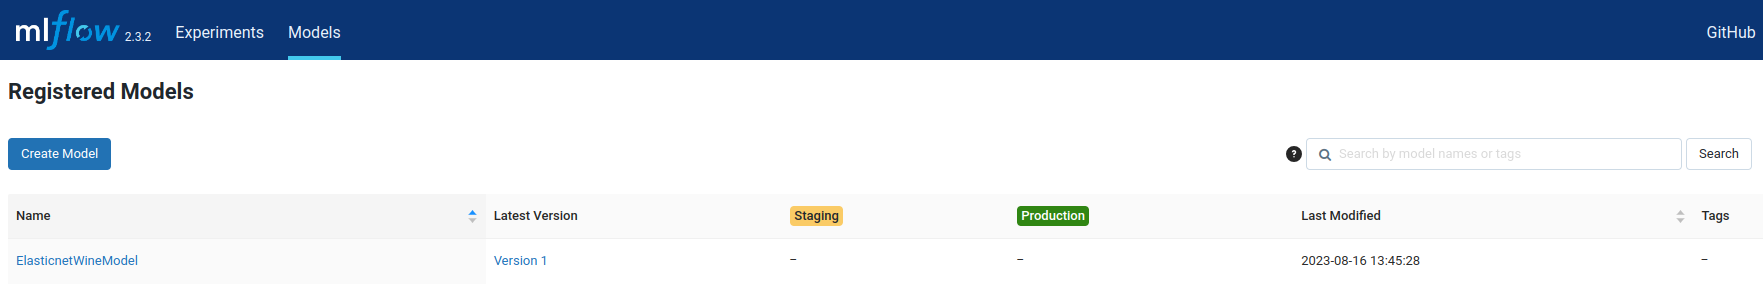 mlflow 2.3.2 Experiments Models GitHub
Registered Models
Create Model ? Search by model names or tags Search
Name Latest Version Staging Production Last Modified Tags
ElasticnetWineModel Version 1 – – 2023-08-16 13:45:28 –